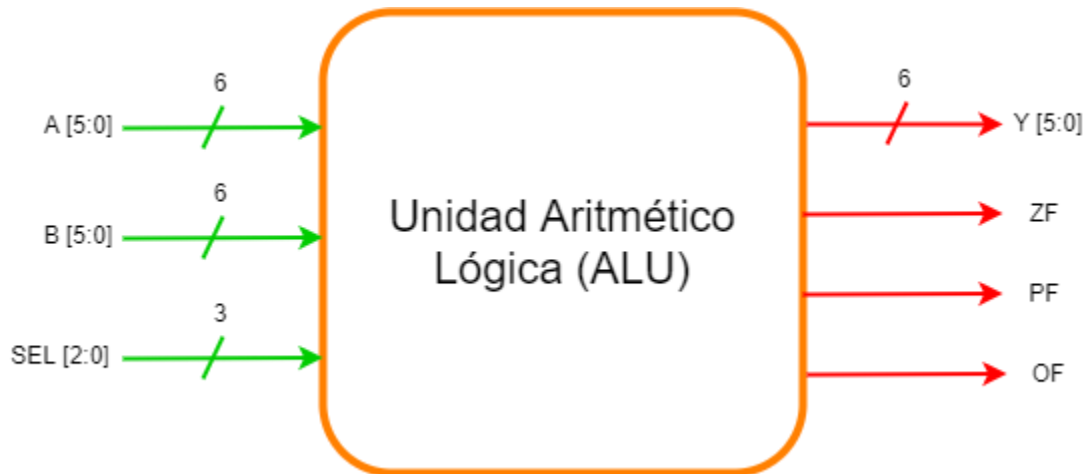 6
A [5:0]
6
B [5:0]
3
SEL [2:0]
Unidad Aritmético
Lógica (ALU)
6
Y [5:0]
ZF
PF
OF